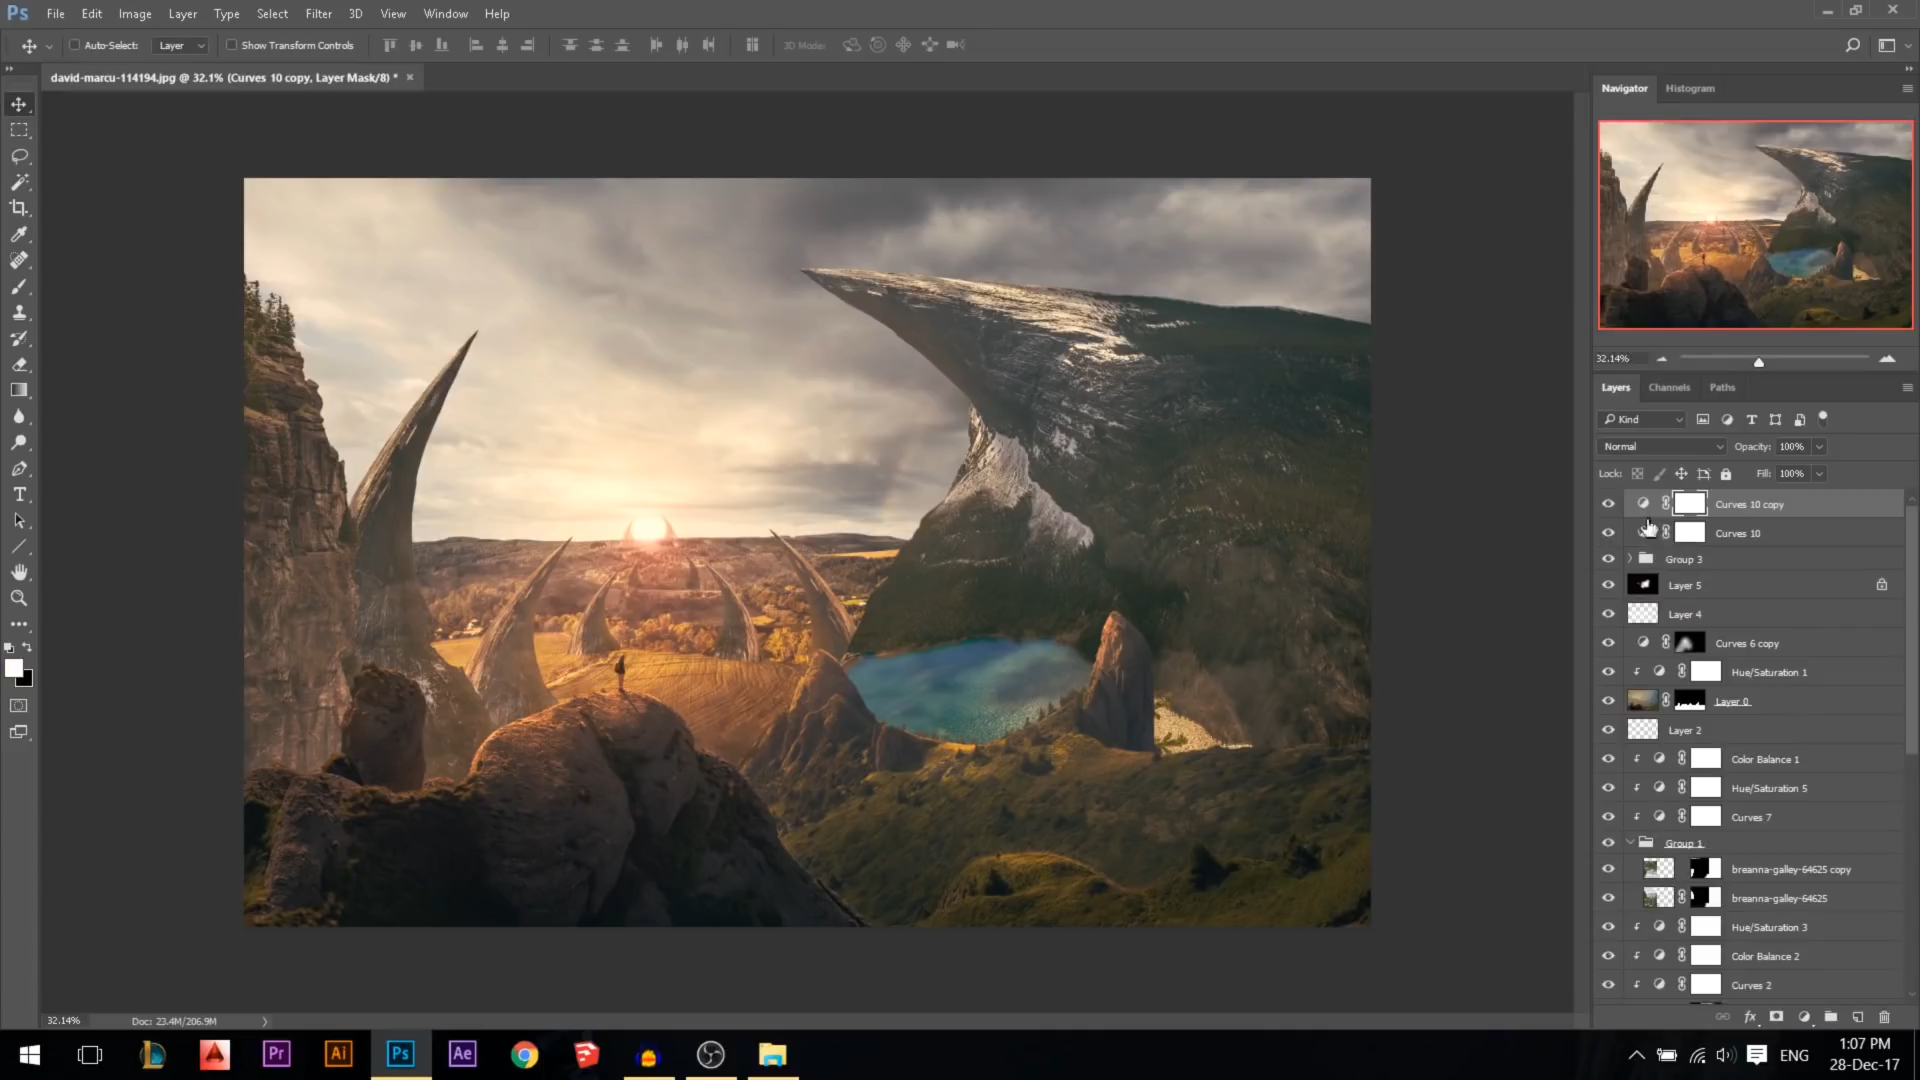 Ps File Edit Image Layer Type Select Filter 3D View Window Help
Auto-Select: Layer Show Transform Controls 3D Mode:
david-marcu-114194.jpg @ 32.1% (Curves 10 copy, Layer Mask/8) *
Navigator Histogram
32.14%
Layers Channels Paths
Kind
Normal Opacity: 100%
Lock: Fill: 100%
Curves 10 copy
Curves 10
Group 3
Layer 5
Layer 4
Curves 6 copy
Hue/Saturation 1
Layer 0
Layer 2
Color Balance 1
Hue/Saturation 5
Curves 7
Group 1
breanna-galley-64625 copy
breanna-galley-64625
Hue/Saturation 3
Color Balance 2
Curves 2
fx
32.14% Doc: 23.4M/206.9M
Pr Ai Ps Ae
ENG
1:07 PM
28-Dec-17